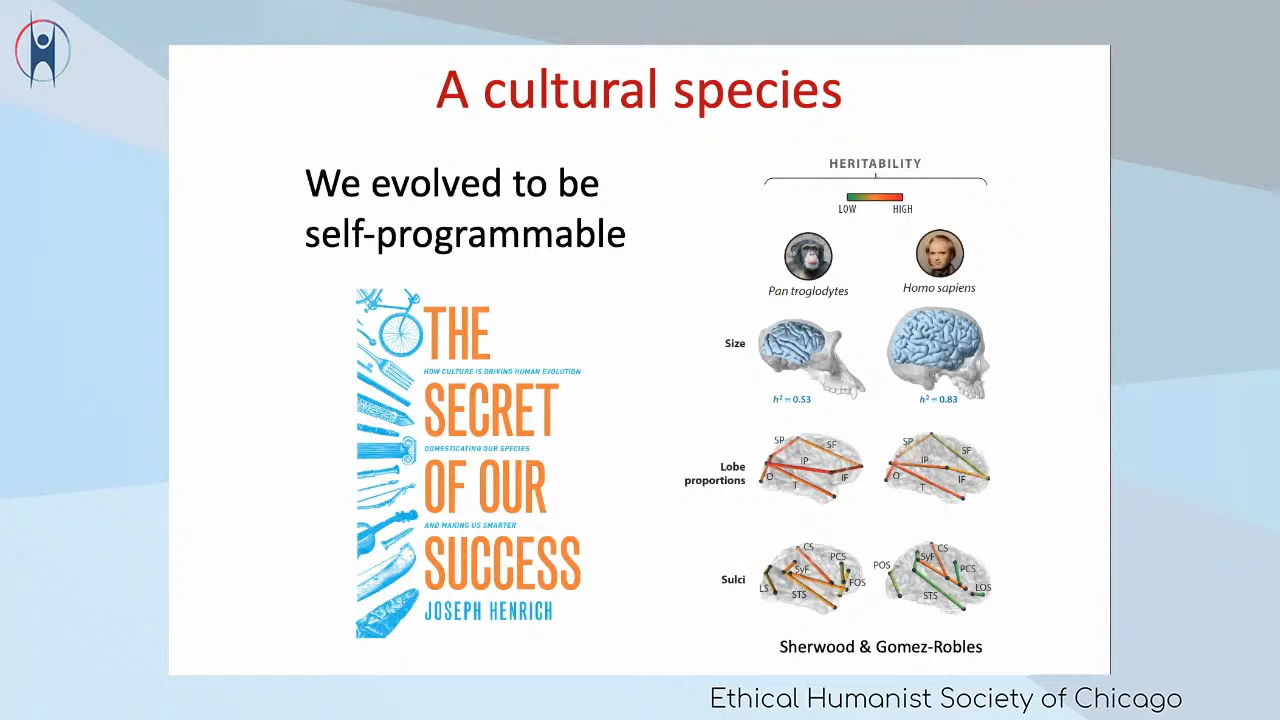 A cultural species
We evolved to be
self-programmable
THE
HOW CULTURE IS DRIVING HUMAN EVOLUTION
SECRET
DOMESTICATING OUR SPECIES
OF OUR
AND MAKING US SMARTER
SUCCESS
JOSEPH HENRICH
HERITABILITY
LOW HIGH
Pan troglodytes Homo sapiens
Size
h² = 0.53 h² = 0.83
Lobe
proportions
SP SF IP O T IF
SP SF IP O T IF
Sulci
CS PCS SyF LS STS FOS
POS SyF CS PCS STS LOS
Sherwood & Gomez-Robles
Ethical Humanist Society of Chicago